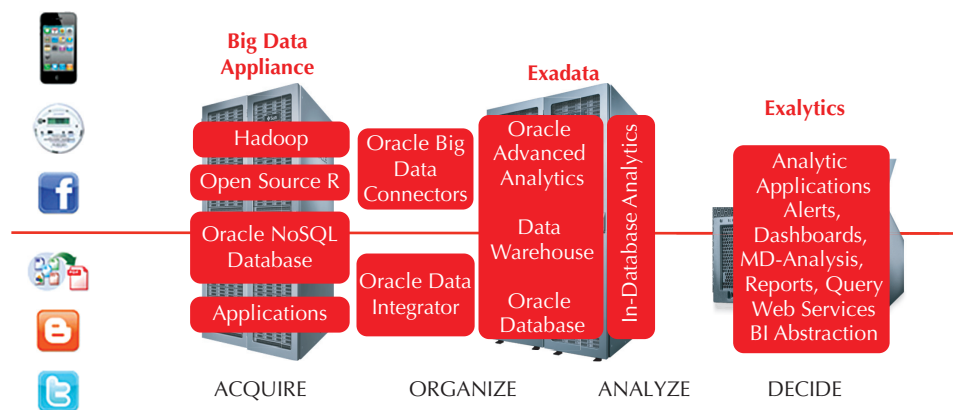 Big Data
Appliance
Hadoop
Open Source R
Oracle NoSQL
Database
Applications
Oracle Big
Data
Connectors
Oracle Data
Integrator
Exadata
Oracle
Advanced
Analytics
Data
Warehouse
Oracle
Database
In-Database Analytics
Exalytics
Analytic
Applications
Alerts,
Dashboards,
MD-Analysis,
Reports, Query
Web Services
BI Abstraction
ACQUIRE
ORGANIZE
ANALYZE
DECIDE